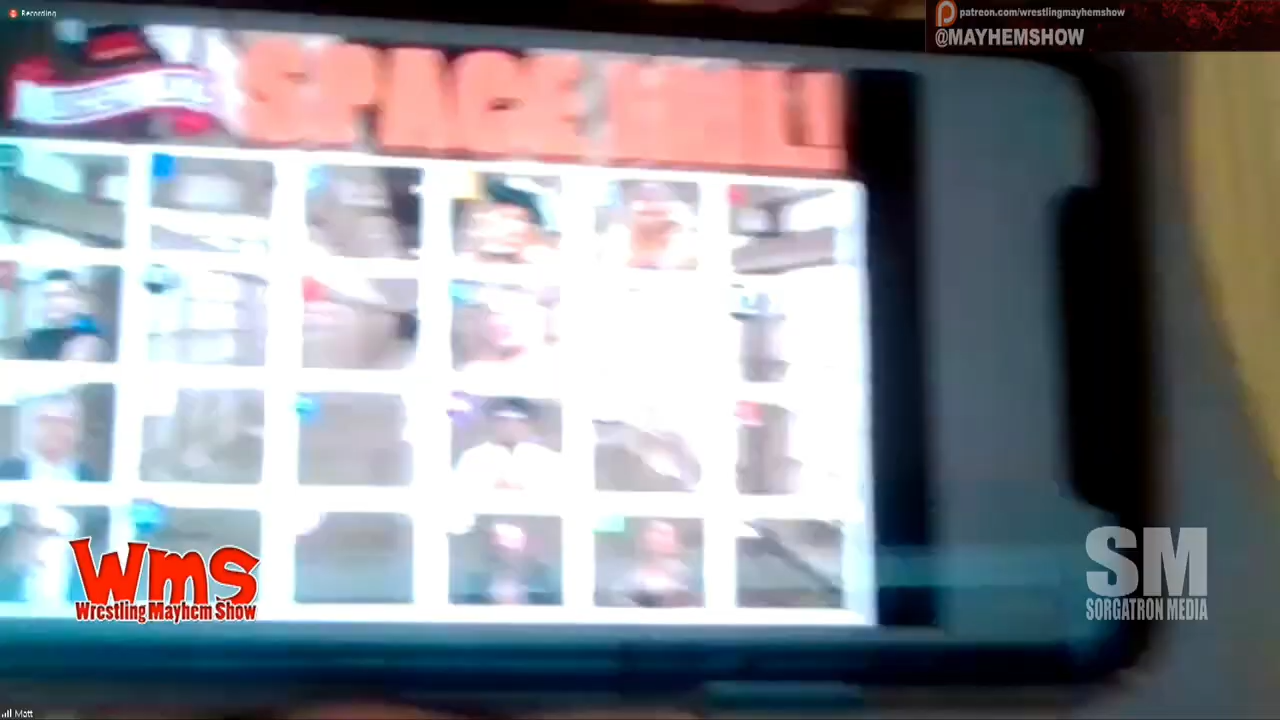 Recording
patreon.com/wrestlingmayhemshow
@MAYHEMSHOW
SPACE
Wms
Wrestling Mayhem Show
SM
SORGATRON MEDIA
Matt